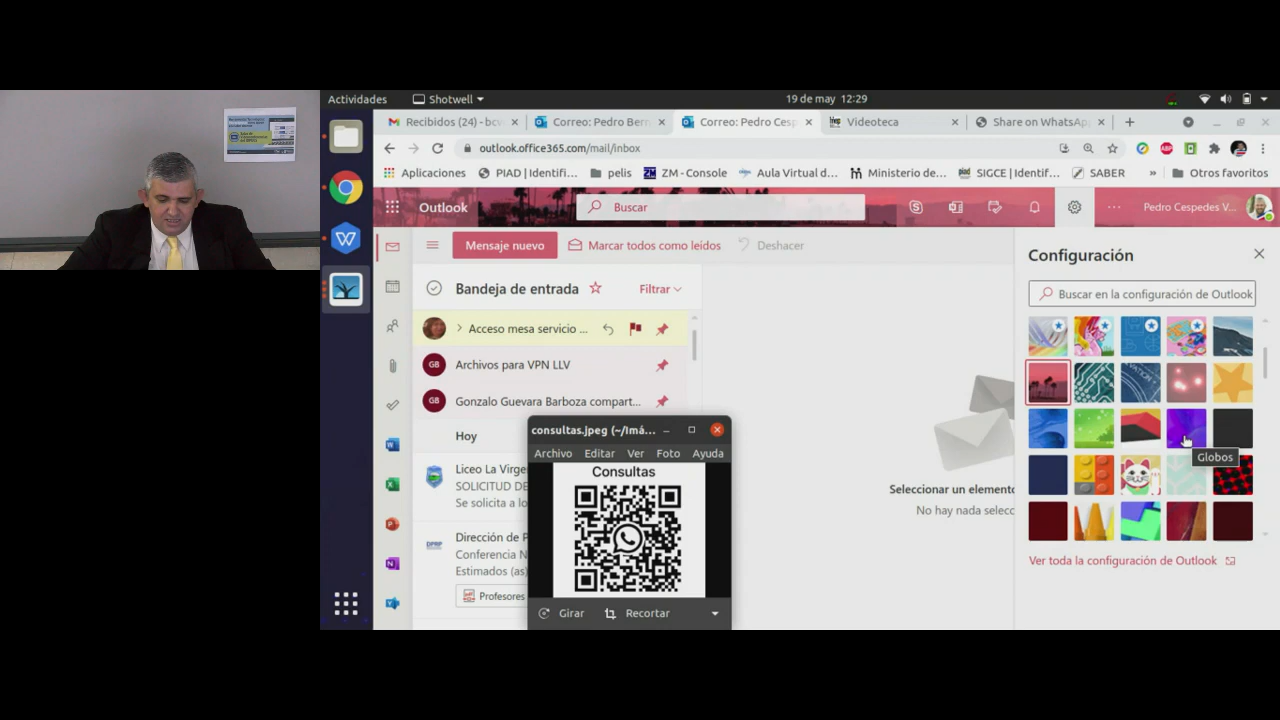 Actividades
Shotwell
19 de may 12:29
Recibidos (24) - bcv
Correo: Pedro Bern
Correo: Pedro Cesp
Videoteca
Share on WhatsAp
outlook.office365.com/mail/inbox
Aplicaciones
PIAD | Identifi...
pelis
ZM - Console
Aula Virtual d...
Ministerio de...
SIGCE | Identif...
SABER
»
Otros favoritos
Outlook
Buscar
Pedro Cespedes V...
Mensaje nuevo
Marcar todos como leídos
Deshacer
Configuración
Bandeja de entrada
Filtrar
Buscar en la configuración de Outlook
Acceso mesa servicio ...
GB
Archivos para VPN LLV
GB
Gonzalo Guevara Barboza compart...
Hoy
Liceo La Virgen
SOLICITUD DE
Se solicita a lo
DPRP
Dirección de P
Conferencia N
Estimados (as)
Profesores
consultas.jpeg (~/Imá...
Archivo Editar Ver Foto Ayuda
Consultas
Girar
Recortar
Seleccionar un elemento
No hay nada selecc
Globos
Ver toda la configuración de Outlook